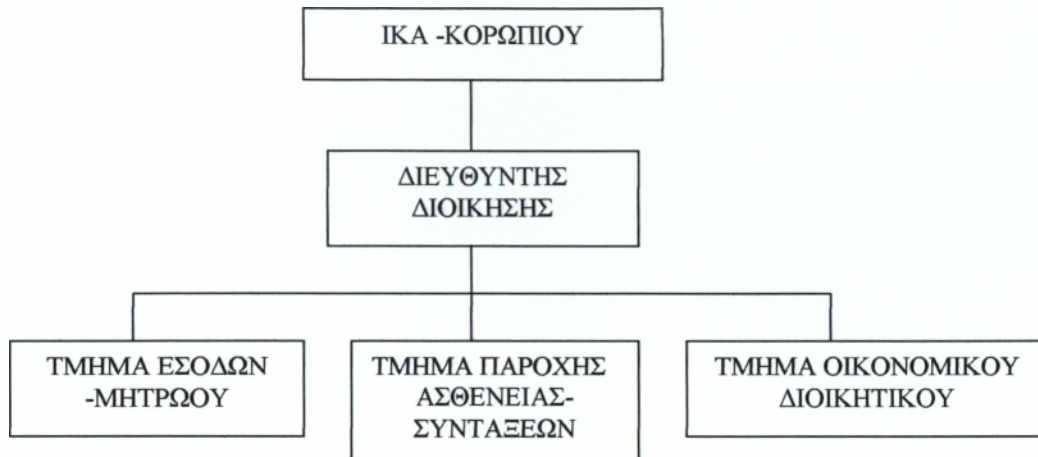 ΙΚΑ -ΚΟΡΩΠΙΟΥ
ΔΙΕΥΘΥΝΤΗΣ
ΔΙΟΙΚΗΣΗΣ
ΤΜΗΜΑ ΕΣΟΔΩΝ
-ΜΗΤΡΩΟΥ
ΤΜΗΜΑ ΠΑΡΟΧΗΣ
ΑΣΘΕΝΕΙΑΣ-
ΣΥΝΤΑΞΕΩΝ
ΤΜΗΜΑ ΟΙΚΟΝΟΜΙΚΟΥ
ΔΙΟΙΚΗΤΙΚΟΥ